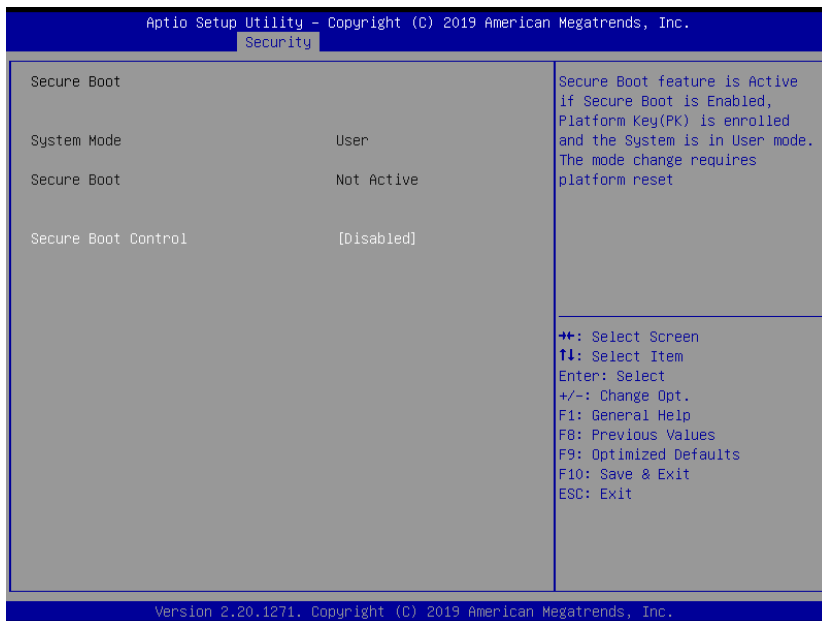 Aptio Setup Utility – Copyright (C) 2019 American Megatrends, Inc.
Security
Secure Boot
System Mode User
Secure Boot Not Active
Secure Boot Control [Disabled]
Secure Boot feature is Active
if Secure Boot is Enabled,
Platform Key(PK) is enrolled
and the System is in User mode.
The mode change requires
platform reset
→←: Select Screen
↑↓: Select Item
Enter: Select
+/-: Change Opt.
F1: General Help
F8: Previous Values
F9: Optimized Defaults
F10: Save & Exit
ESC: Exit
Version 2.20.1271. Copyright (C) 2019 American Megatrends, Inc.